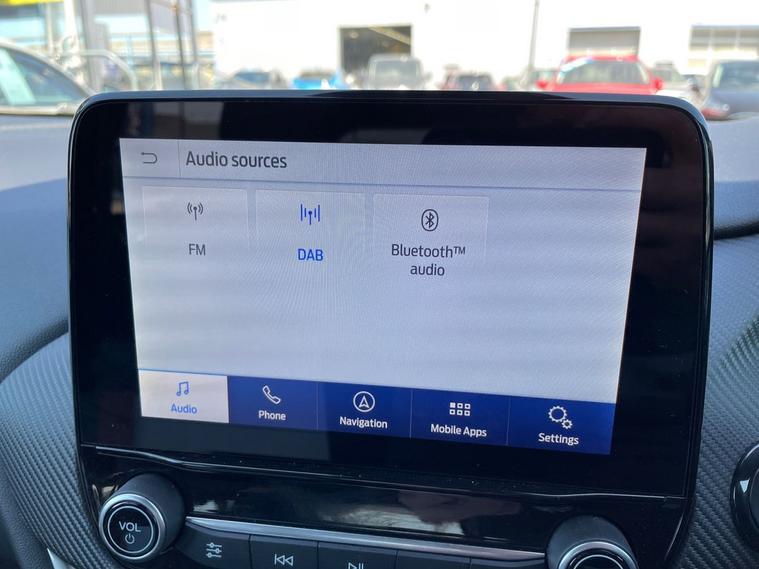 Audio sources
FM
DAB
Bluetooth™
audio
Audio
Phone
Navigation
Mobile Apps
Settings
VOL